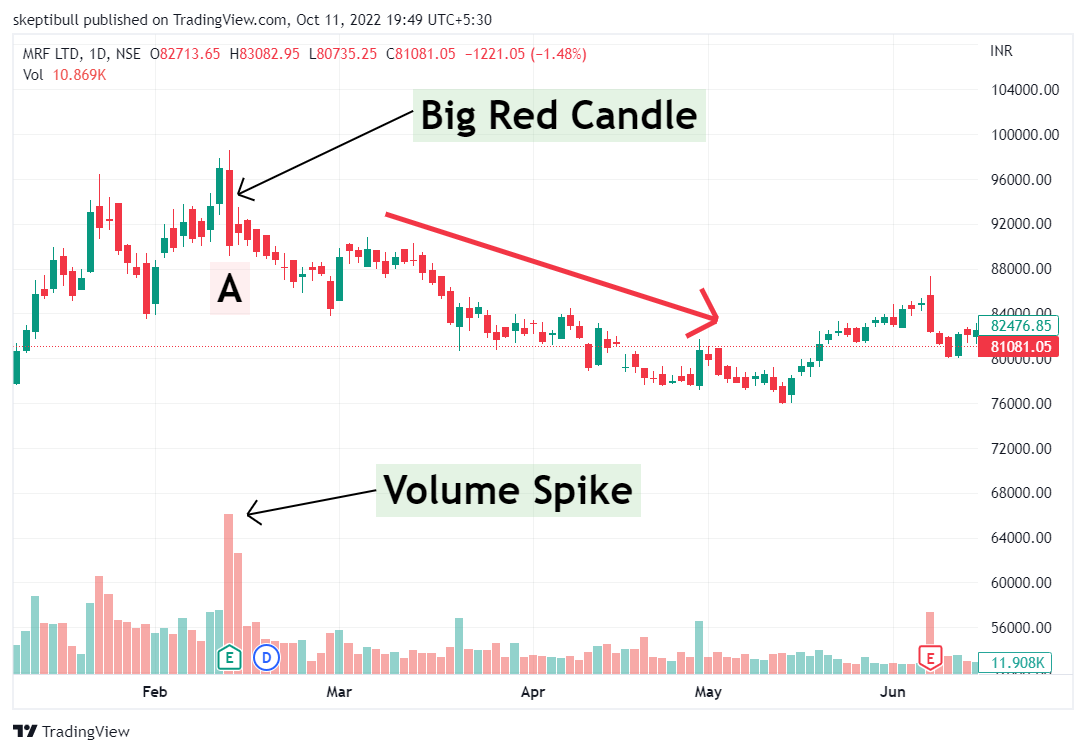 skeptibull published on TradingView.com, Oct 11, 2022 19:49 UTC+5:30
MRF LTD, 1D, NSE O82713.65 H83082.95 L80735.25 C81081.05 −1221.05 (−1.48%)
INR
Vol 10.869K
104000.00
Big Red Candle
100000.00
96000.00
92000.00
88000.00
A
84000.00
82476.85
81081.05
80000.00
76000.00
72000.00
Volume Spike
68000.00
64000.00
60000.00
56000.00
E D E
11.908K
Feb Mar Apr May Jun
TradingView